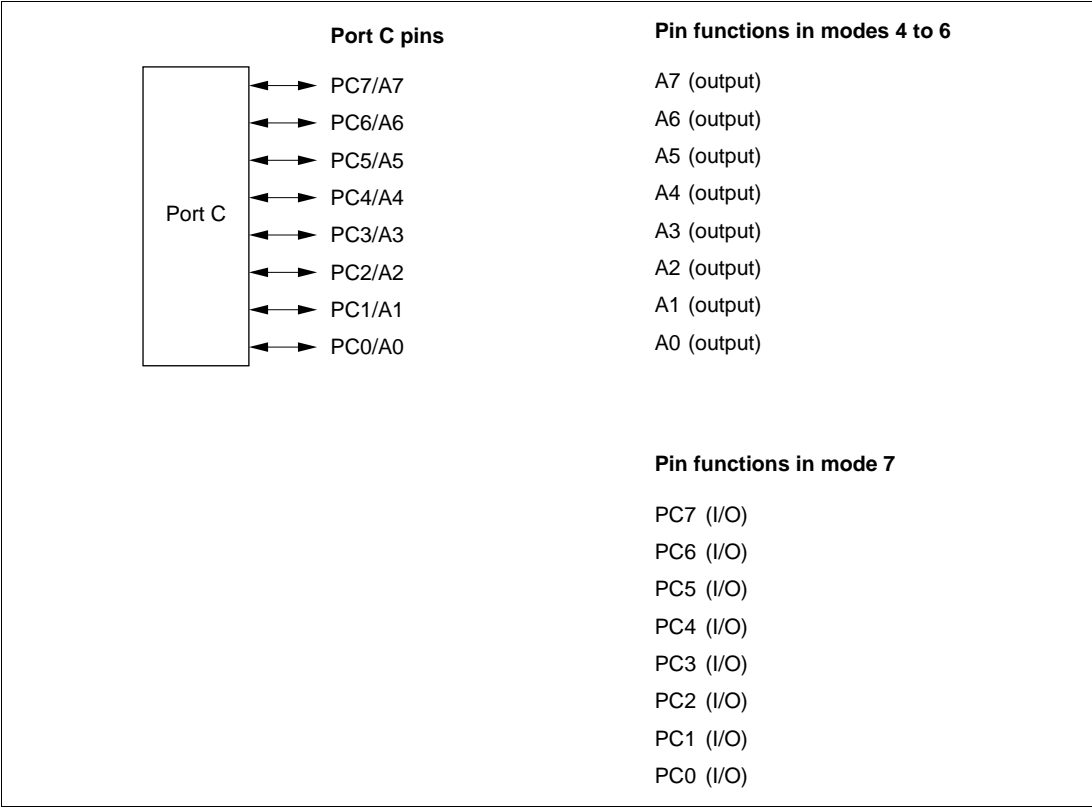 Port C pins
Pin functions in modes 4 to 6
Port C
PC7/A7
A7 (output)
PC6/A6
A6 (output)
PC5/A5
A5 (output)
PC4/A4
A4 (output)
PC3/A3
A3 (output)
PC2/A2
A2 (output)
PC1/A1
A1 (output)
PC0/A0
A0 (output)
Pin functions in mode 7
PC7 (I/O)
PC6 (I/O)
PC5 (I/O)
PC4 (I/O)
PC3 (I/O)
PC2 (I/O)
PC1 (I/O)
PC0 (I/O)